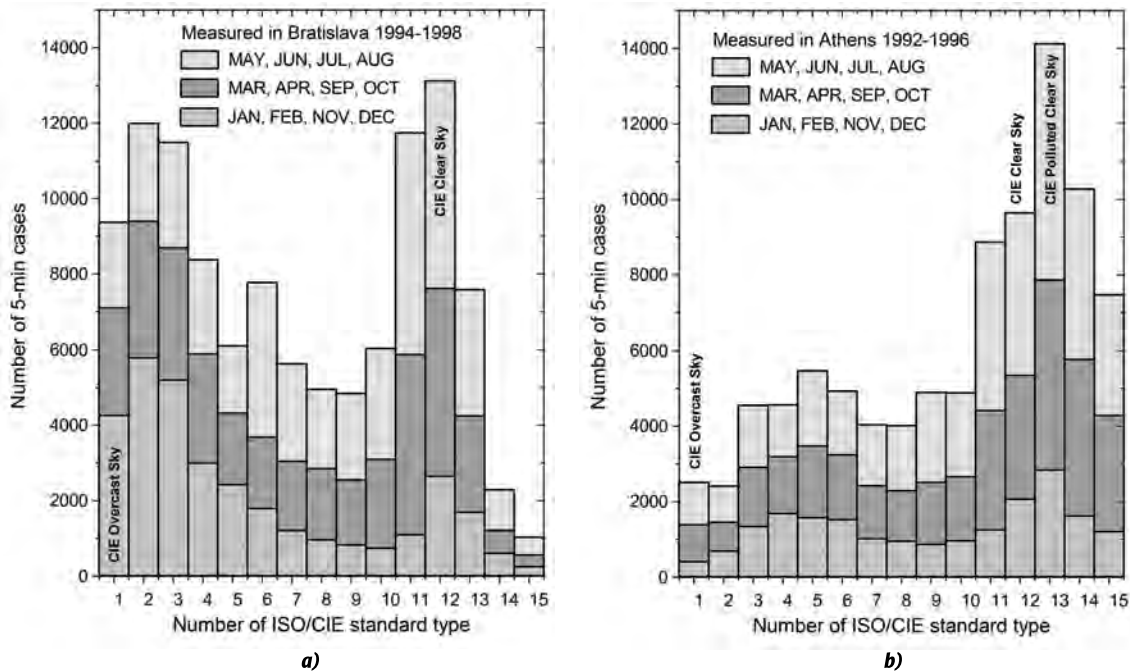 Measured in Bratislava 1994-1998
MAY, JUN, JUL, AUG
MAR, APR, SEP, OCT
JAN, FEB, NOV, DEC
14000
12000
10000
8000
6000
4000
2000
0
Number of 5-min cases
CIE Overcast Sky
CIE Clear Sky
1 2 3 4 5 6 7 8 9 10 11 12 13 14 15
Number of ISO/CIE standard type
a)
Measured in Athens 1992-1996
MAY, JUN, JUL, AUG
MAR, APR, SEP, OCT
JAN, FEB, NOV, DEC
14000
12000
10000
8000
6000
4000
2000
0
Number of 5-min cases
CIE Overcast Sky
CIE Clear Sky
CIE Polluted Clear Sky
1 2 3 4 5 6 7 8 9 10 11 12 13 14 15
Number of ISO/CIE standard type
b)